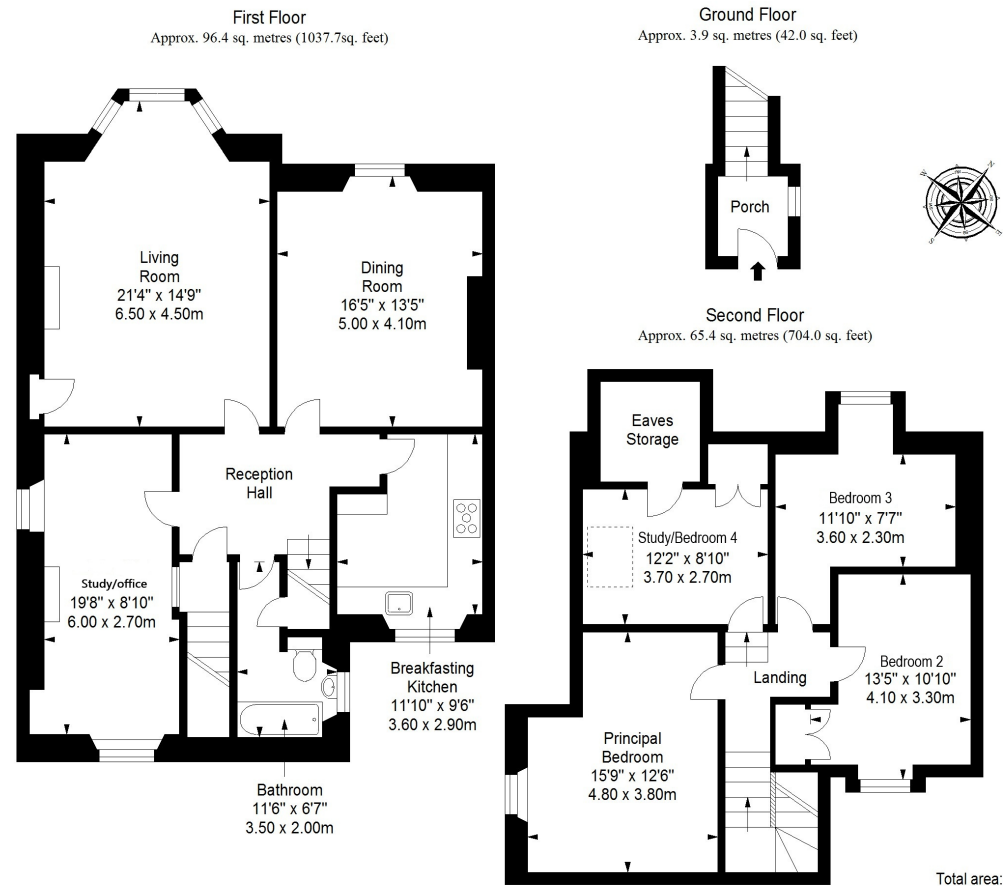 First Floor
Approx. 96.4 sq. metres (1037.7sq. feet)
Ground Floor
Approx. 3.9 sq. metres (42.0 sq. feet)
Porch
N
W
E
S
Living
Room
21'4" x 14'9"
6.50 x 4.50m
Dining
Room
16'5" x 13'5"
5.00 x 4.10m
Reception
Hall
Study/office
19'8" x 8'10"
6.00 x 2.70m
Breakfasting
Kitchen
11'10" x 9'6"
3.60 x 2.90m
Bathroom
11'6" x 6'7"
3.50 x 2.00m
Second Floor
Approx. 65.4 sq. metres (704.0 sq. feet)
Eaves
Storage
Study/Bedroom 4
12'2" x 8'10"
3.70 x 2.70m
Bedroom 3
11'10" x 7'7"
3.60 x 2.30m
Landing
Bedroom 2
13'5" x 10'10"
4.10 x 3.30m
Principal
Bedroom
15'9" x 12'6"
4.80 x 3.80m
Total area: